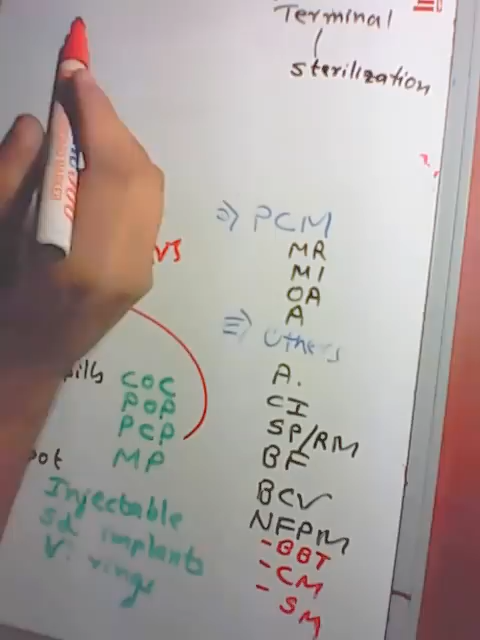 Terminal
sterilization
=> PCM
MR
MI
OA
A
=> Others
A.
CI
SP/RM
BF
BCV
NFPM
- BBT
- CM
- SM
VS
pills COC
POP
PCP
MP
Injectable
Sd implants
V. rings